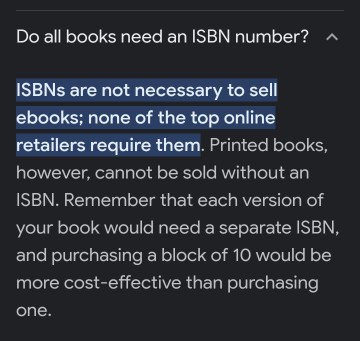 Do all books need an ISBN number?
ISBNs are not necessary to sell
ebooks; none of the top online
retailers require them. Printed books,
however, cannot be sold without an
ISBN. Remember that each version of
your book would need a separate ISBN,
and purchasing a block of 10 would be
more cost-effective than purchasing
one.